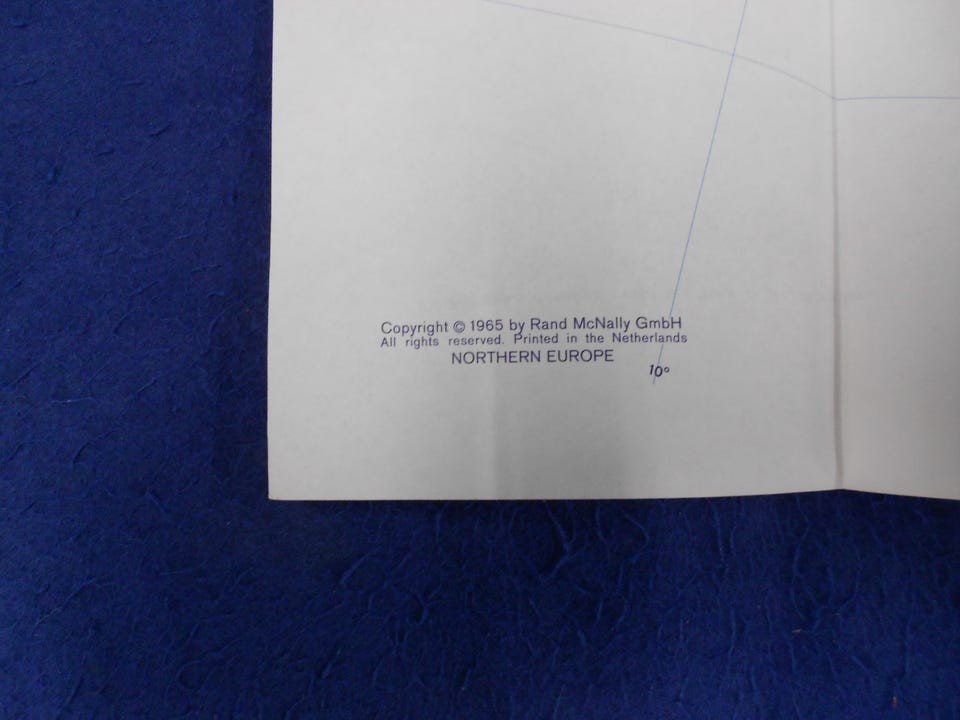 Copyright © 1965 by Rand McNally GmbH
All rights reserved. Printed in the Netherlands
NORTHERN EUROPE
10°